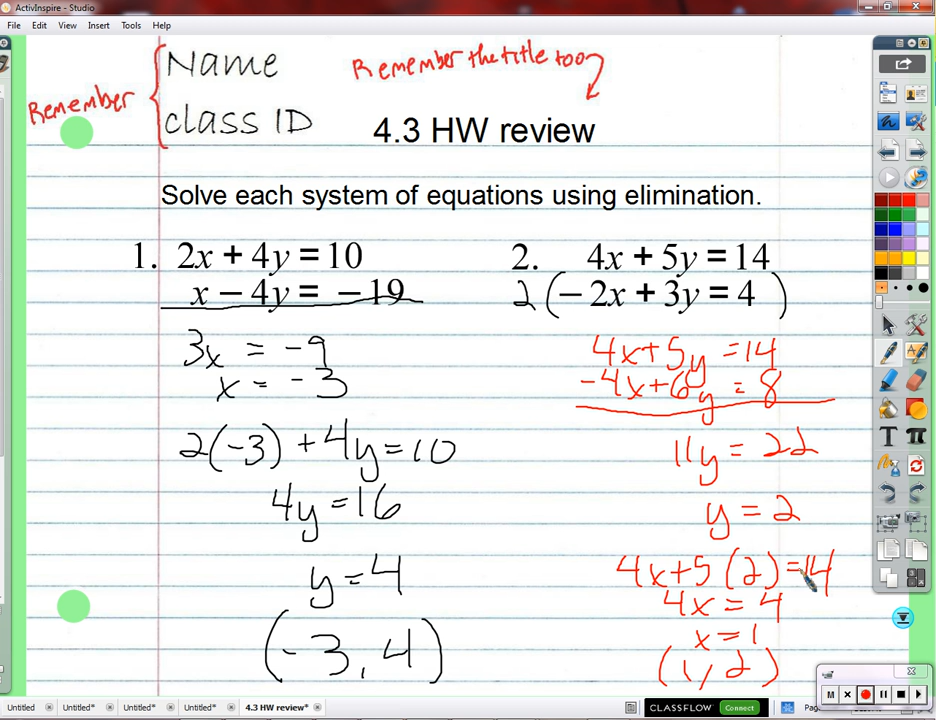 ActivInspire - Studio
File Edit View Insert Tools Help
Remember
Name
class ID
Remember the title too
4.3 HW review
Solve each system of equations using elimination.
1. 2x + 4y = 10
x − 4y = −19
3x = -9
x = -3
2(-3) + 4y = 10
4y = 16
y = 4
(-3, 4)
2. 4x + 5y = 14
2(−2x + 3y = 4)
4x + 5y = 14
-4x + 6y = 8
11y = 22
y = 2
4x + 5(2) = 14
4x = 4
x = 1
(1, 2)
M
Untitled Untitled* Untitled* Untitled* 4.3 HW review* CLASSFLOW Connect